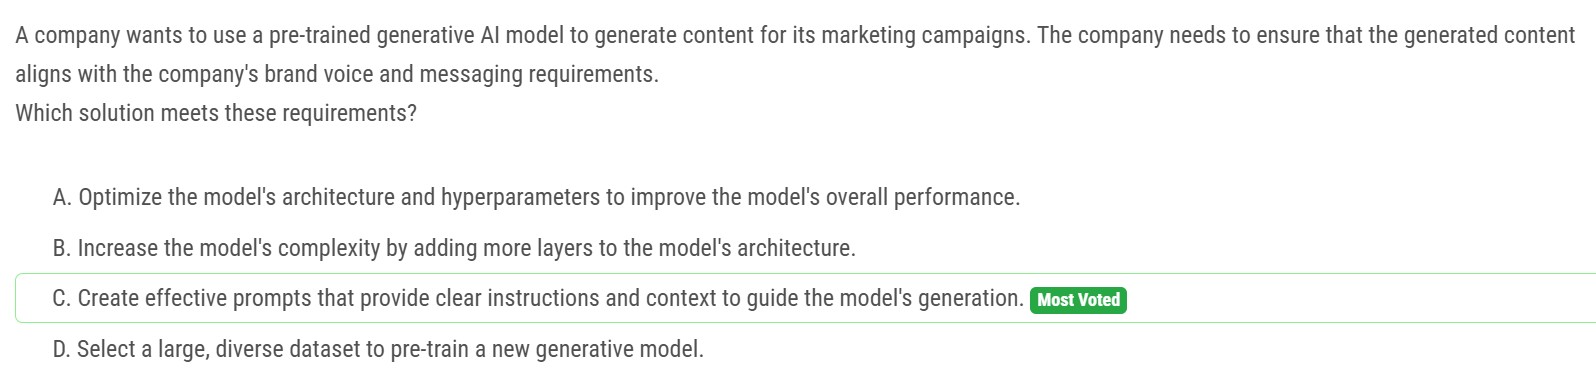 A company wants to use a pre-trained generative AI model to generate content for its marketing campaigns. The company needs to ensure that the generated content
aligns with the company's brand voice and messaging requirements.
Which solution meets these requirements?
A. Optimize the model's architecture and hyperparameters to improve the model's overall performance.
B. Increase the model's complexity by adding more layers to the model's architecture.
C. Create effective prompts that provide clear instructions and context to guide the model's generation. Most Voted
D. Select a large, diverse dataset to pre-train a new generative model.